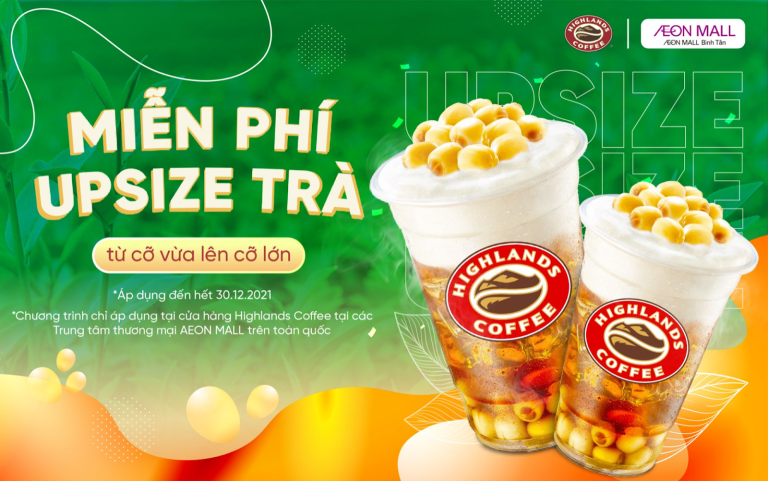 HIGHLANDS COFFEE
ÆON MALL
ÆON MALL Bình Tân
UPSIZE
MIỄN PHÍ
UPSIZE TRÀ
từ cỡ vừa lên cỡ lớn
*Áp dụng đến hết 30.12.2021
*Chương trình chỉ áp dụng tại cửa hàng Highlands Coffee tại các
Trung tâm thương mại AEON MALL trên toàn quốc
HIGHLANDS COFFEE
HIGHLANDS COFFEE